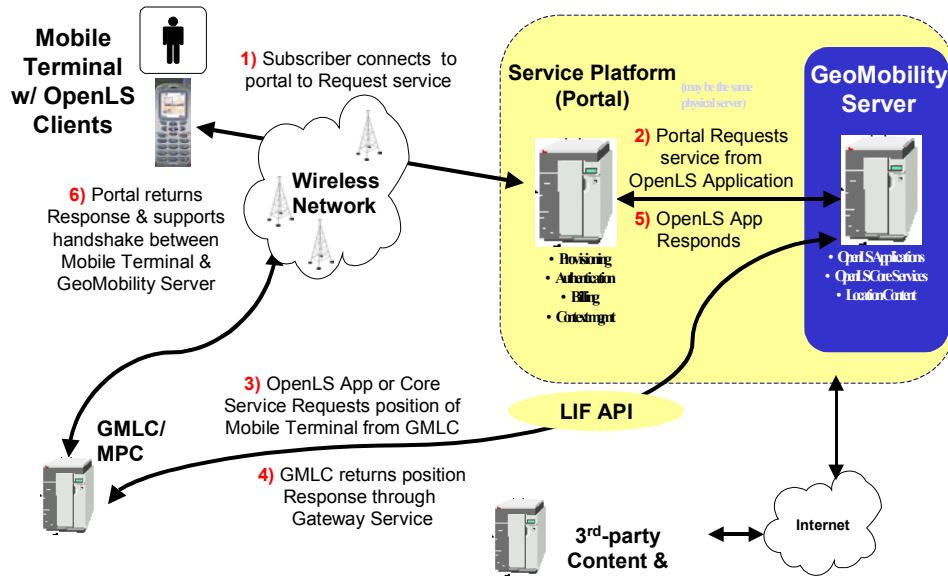 Mobile
Terminal
w/ OpenLS
Clients
1) Subscriber connects to
portal to Request service
Service Platform
(Portal)
(may be the same
physical server)
GeoMobility
Server
2) Portal Requests
service from
OpenLS Application
5) OpenLS App
Responds
Wireless
Network
6) Portal returns
Response & supports
handshake between
Mobile Terminal &
GeoMobility Server
• Provisioning
• Authentication
• Billing
• Context mgmt
• OpenLS Applications
• OpenLS Core Services
• Location Content
3) OpenLS App or Core
Service Requests position of
Mobile Terminal from GMLC
LIF API
GMLC/
MPC
4) GMLC returns position
Response through
Gateway Service
3rd-party
Content &
Internet